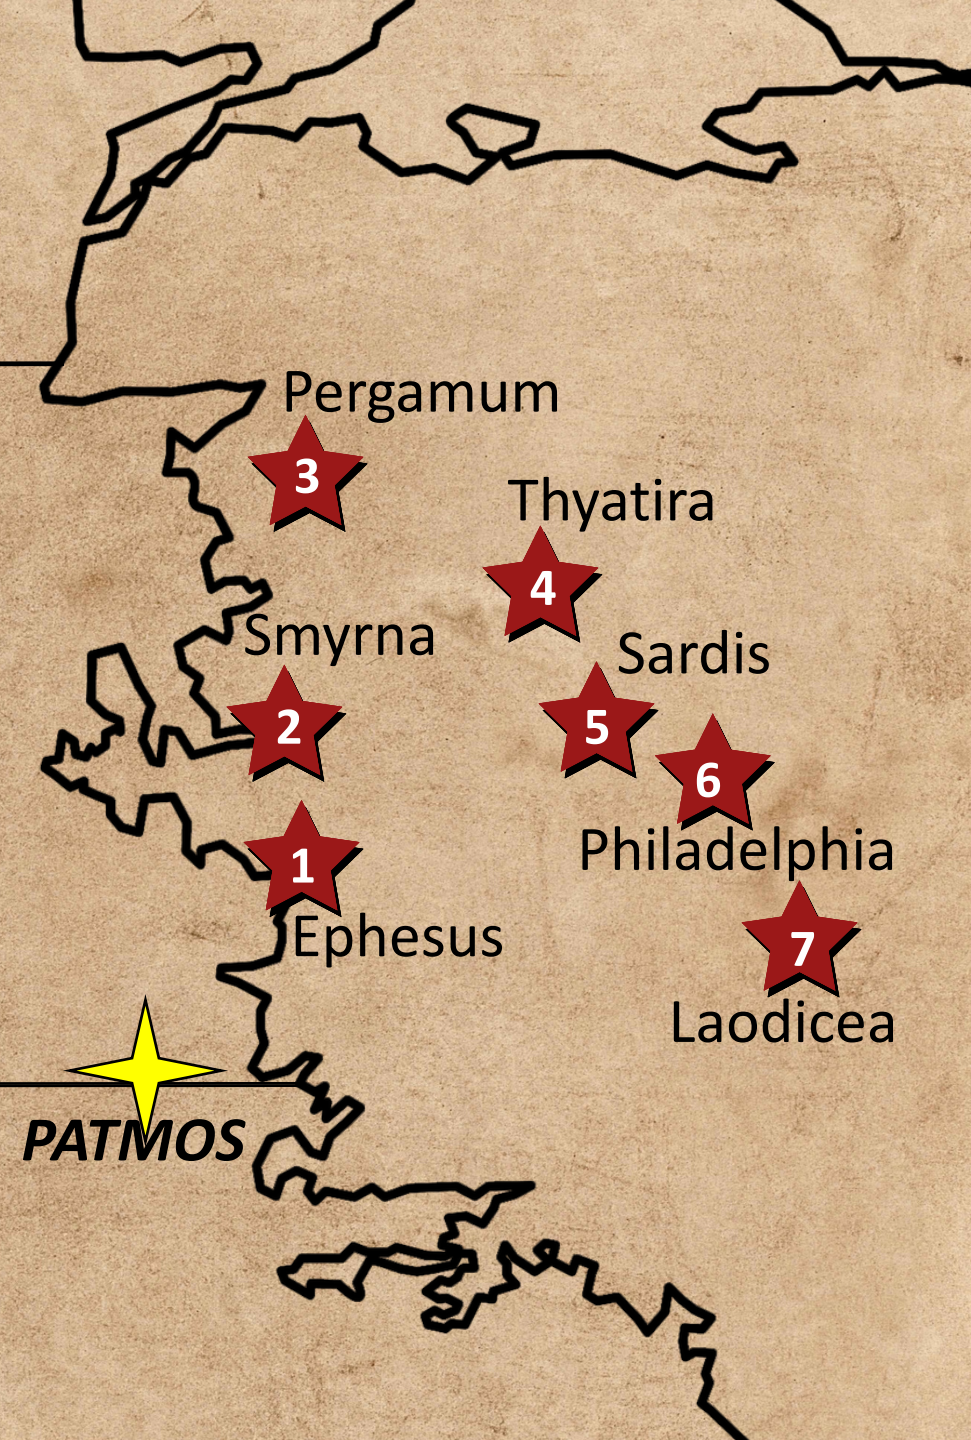 Pergamum
3
Thyatira
4
Smyrna
Sardis
2
5
6
Philadelphia
1
Ephesus
7
Laodicea
PATMOS